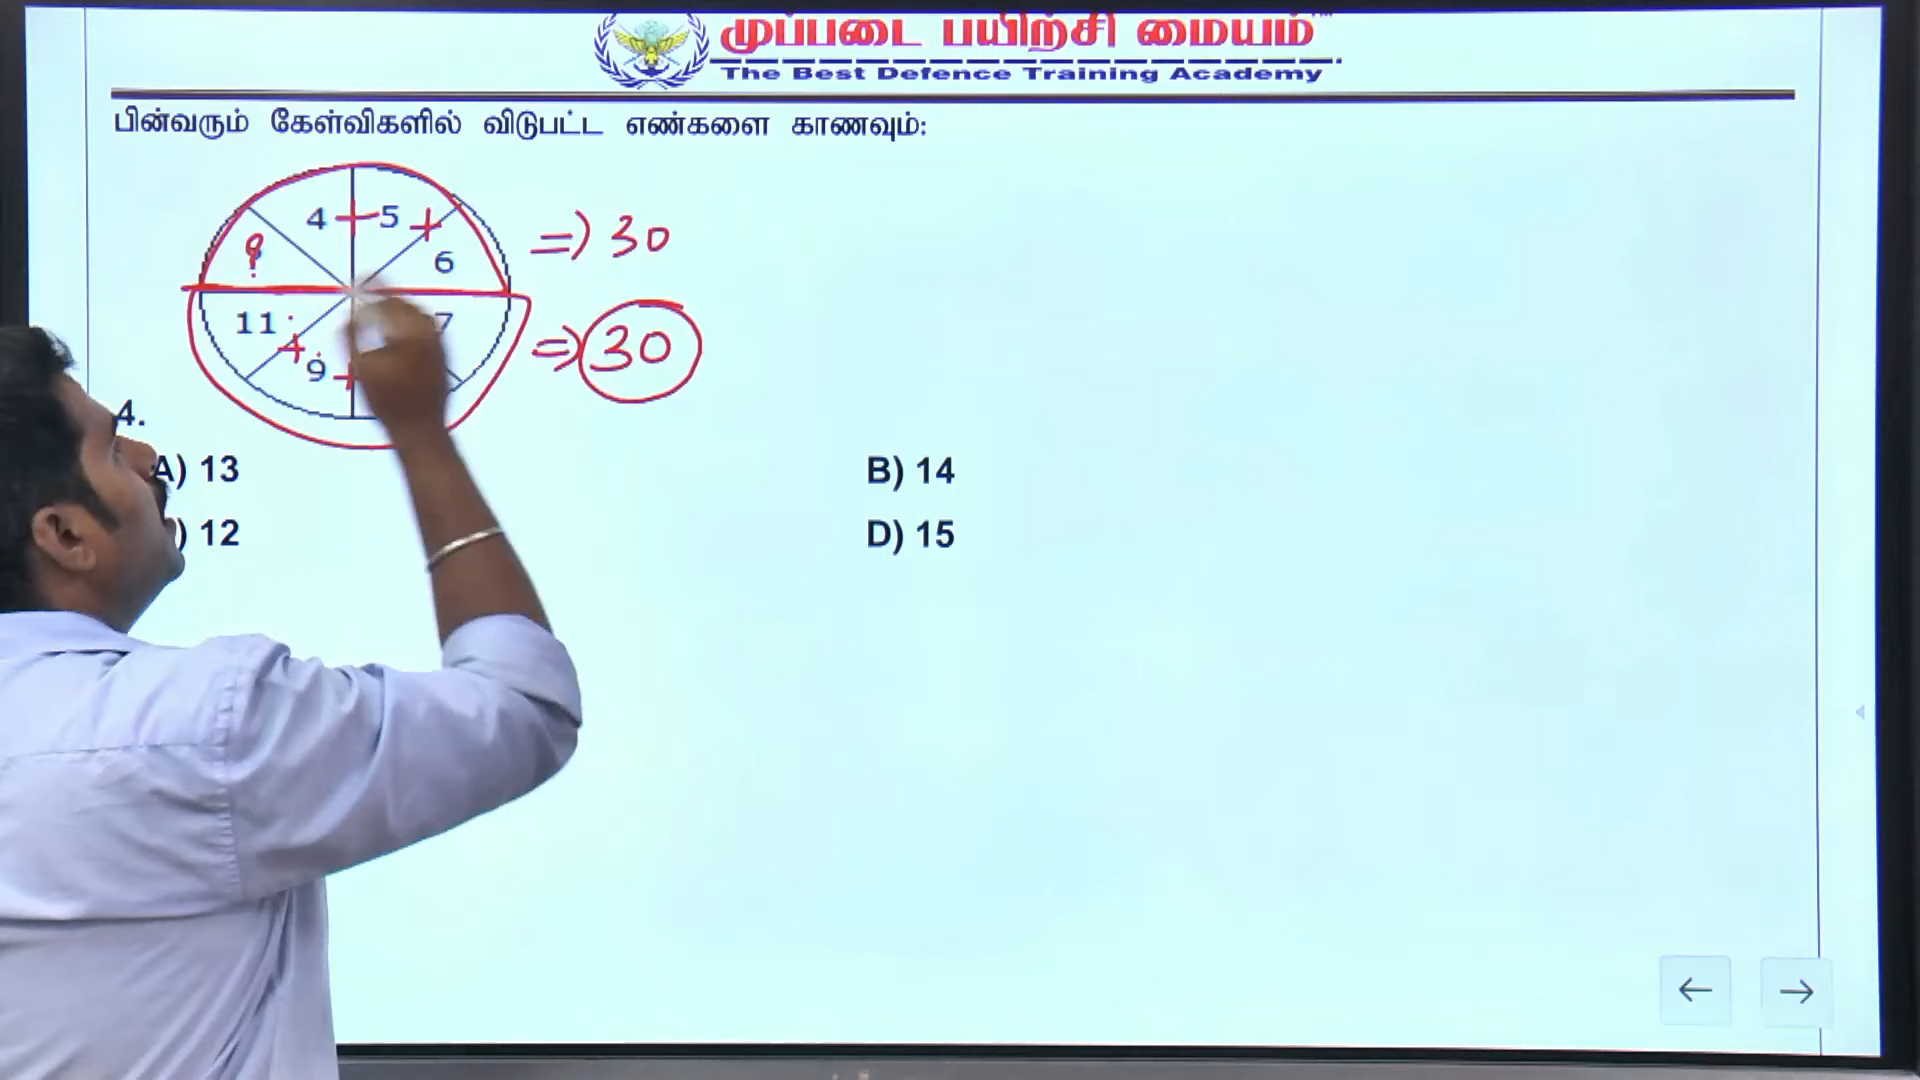 முப்படை பயிற்சி மையம்
The Best Defence Training Academy
பின்வரும் கேள்விகளில் விடுபட்ட எண்களை காணவும்:
4 + 5 +
? 6 => 30
11 7 => 30
+ 9 +
4.
A) 13 B) 14
) 12 D) 15